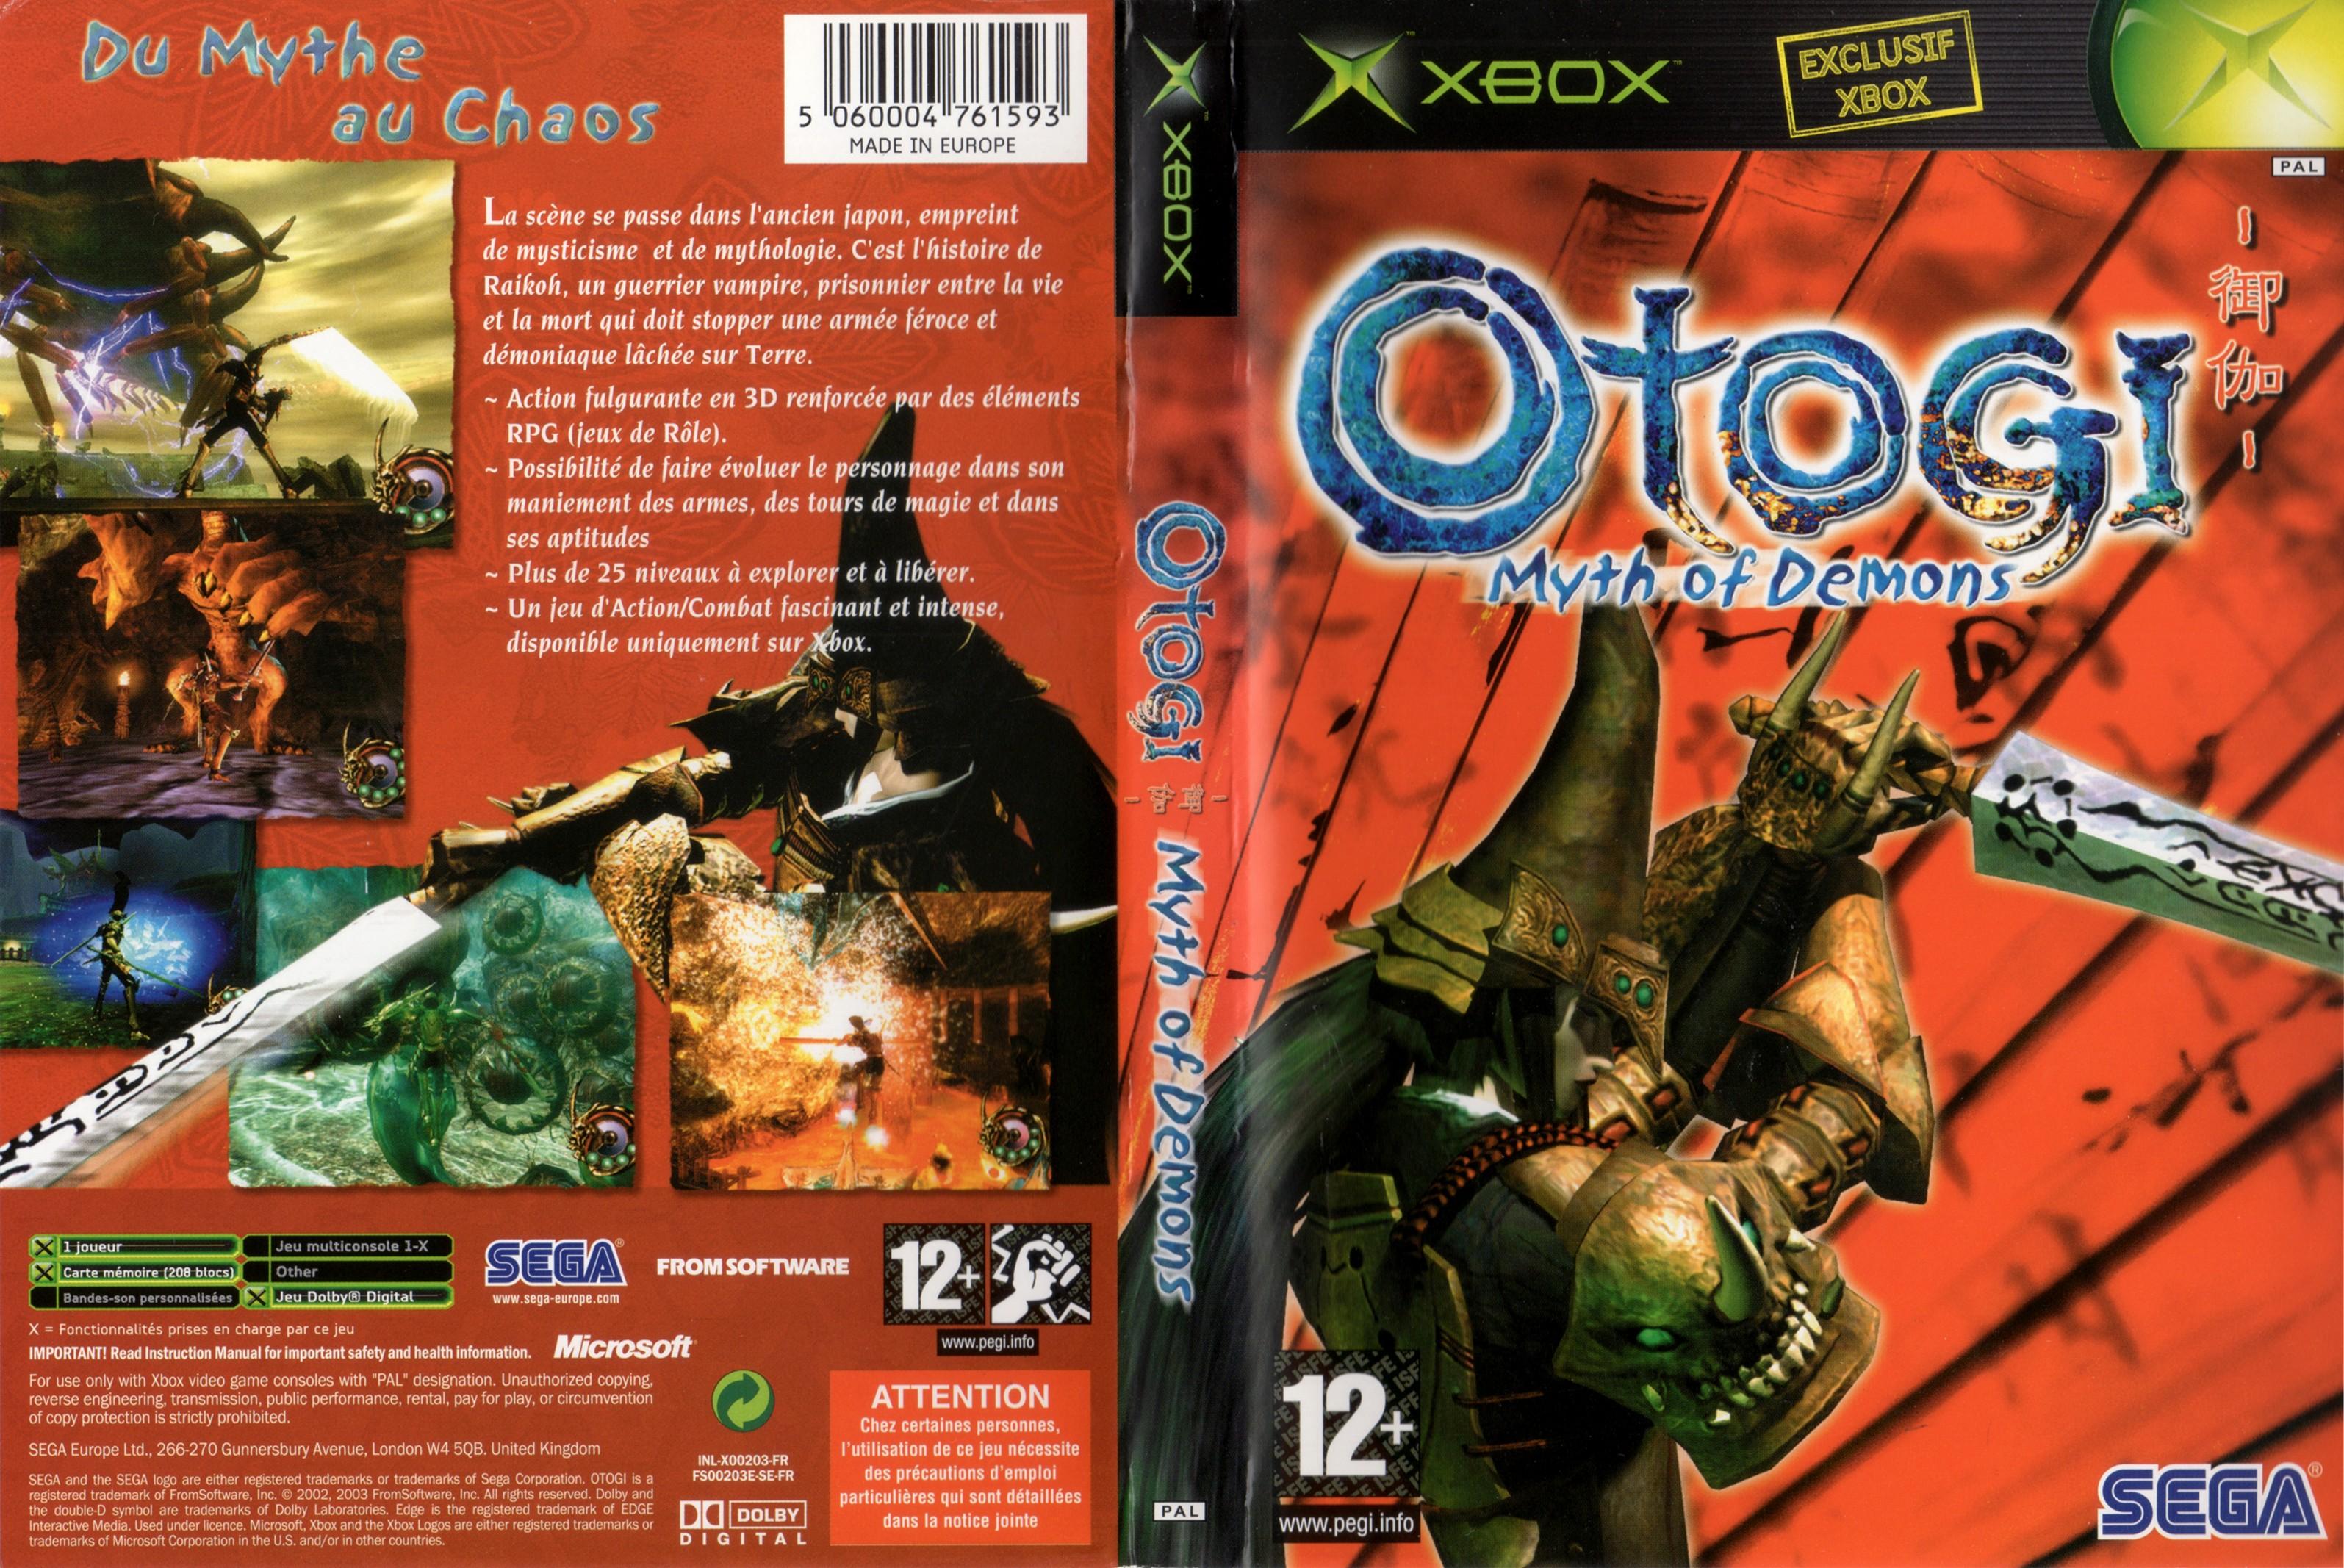 Du Mythe
au Chaos
5 060004 761593
MADE IN EUROPE
La scène se passe dans l'ancien japon, empreint
de mysticisme et de mythologie. C'est l'histoire de
Raikoh, un guerrier vampire, prisonnier entre la vie
et la mort qui doit stopper une armée féroce et
démoniaque lâchée sur Terre.
~ Action fulgurante en 3D renforcée par des éléments
RPG (jeux de Rôle).
~ Possibilité de faire évoluer le personnage dans son
maniement des armes, des tours de magie et dans
ses aptitudes
~ Plus de 25 niveaux à explorer et à libérer.
~ Un jeu d'Action/Combat fascinant et intense,
disponible uniquement sur Xbox.
X 1 joueur
X Carte mémoire (208 blocs)
Bandes-son personnalisées
Jeu multiconsole 1-X
Other
X Jeu Dolby® Digital
X = Fonctionnalités prises en charge par ce jeu
IMPORTANT! Read Instruction Manual for important safety and health information.
For use only with Xbox video game consoles with "PAL" designation. Unauthorized copying,
reverse engineering, transmission, public performance, rental, pay for play, or circumvention
of copy protection is strictly prohibited.
SEGA Europe Ltd., 266-270 Gunnersbury Avenue, London W4 5QB. United Kingdom
SEGA and the SEGA logo are either registered trademarks or trademarks of Sega Corporation. OTOGI is a
registered trademark of FromSoftware, Inc. © 2002, 2003 FromSoftware, Inc. All rights reserved. Dolby and
the double-D symbol are trademarks of Dolby Laboratories. Edge is the registered trademark of EDGE
Interactive Media. Used under licence. Microsoft, Xbox and the Xbox Logos are either registered trademarks or
trademarks of Microsoft Corporation in the U.S. and/or in other countries.
SEGA®
www.sega-europe.com
FROMSOFTWARE
Microsoft
12+
www.pegi.info
INL-X00203-FR
FS00203E-SE-FR
DOLBY
DIGITAL
ATTENTION
Chez certaines personnes,
l'utilisation de ce jeu nécessite
des précautions d'emploi
particulières qui sont détaillées
dans la notice jointe
XBOX™
Otogi
-御伽-
Myth of Demons
PAL
XBOX™
EXCLUSIF
XBOX
PAL
-御伽-
Otogi
Myth of Demons
12+
www.pegi.info
SEGA®